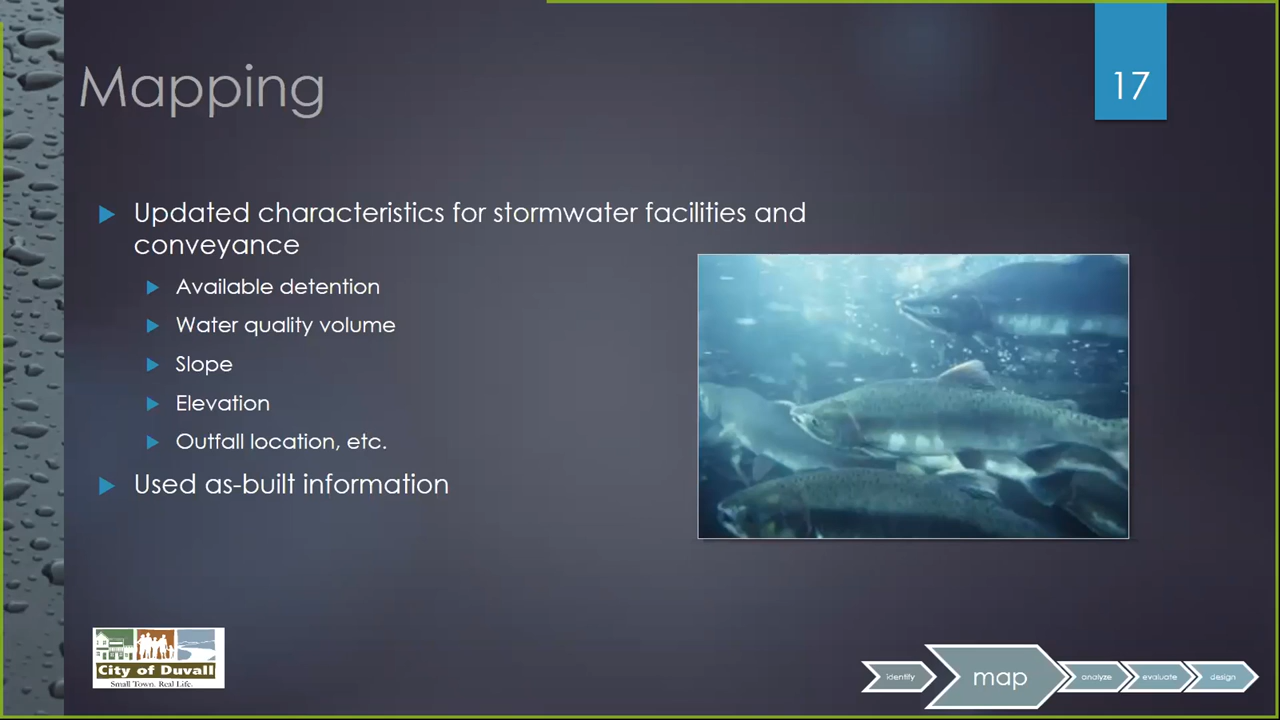 Mapping
17
Updated characteristics for stormwater facilities and
conveyance
Available detention
Water quality volume
Slope
Elevation
Outfall location, etc.
Used as-built information
City of Duvall
Small Town. Real Life.
identify
map
analyze
evaluate
design